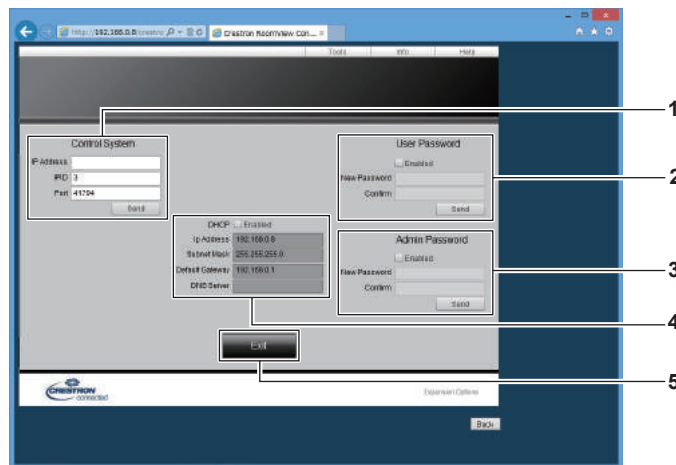 http://192.168.0.8/crestro
Crestron RoomView Con...
Tools Info Help
1
Control System
IP Address
IPID 3
Port 41794
Send
User Password
Enabled
New Password
Confirm
Send
2
DHCP Enabled
Ip Address 192.168.0.8
Subnet Mask 255.255.255.0
Default Gateway 192.168.0.1
DNS Server
Admin Password
Enabled
New Password
Confirm
Send
3
4
Exit
5
CRESTRON
connected
Expansion Options
Back